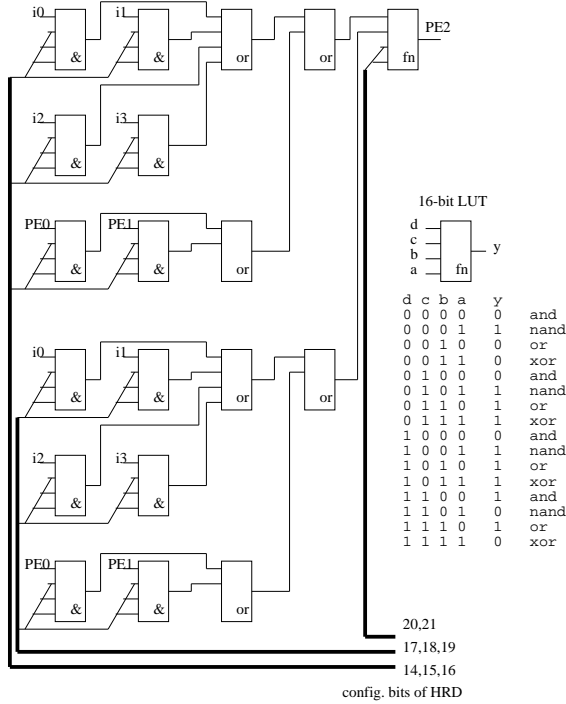 i0 i1 PE2
& & or or fn
i2 i3
& &
16-bit LUT
PE0 PE1
& & or
d
c
b
a
fn
y
d c b a y
0 0 0 0 0 and
0 0 0 1 1 nand
0 0 1 0 0 or
0 0 1 1 0 xor
0 1 0 0 0 and
0 1 0 1 1 nand
0 1 1 0 1 or
0 1 1 1 1 xor
1 0 0 0 0 and
1 0 0 1 1 nand
1 0 1 0 1 or
1 0 1 1 1 xor
1 1 0 0 1 and
1 1 0 1 0 nand
1 1 1 0 1 or
1 1 1 1 0 xor
i0 i1
& & or or
i2 i3
& &
PE0 PE1
& & or
20,21
17,18,19
14,15,16
config. bits of HRD